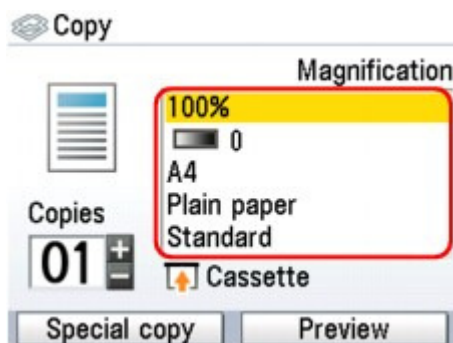 Copy
Magnification
100%
0
A4
Plain paper
Standard
Copies
01
Cassette
Special copy
Preview